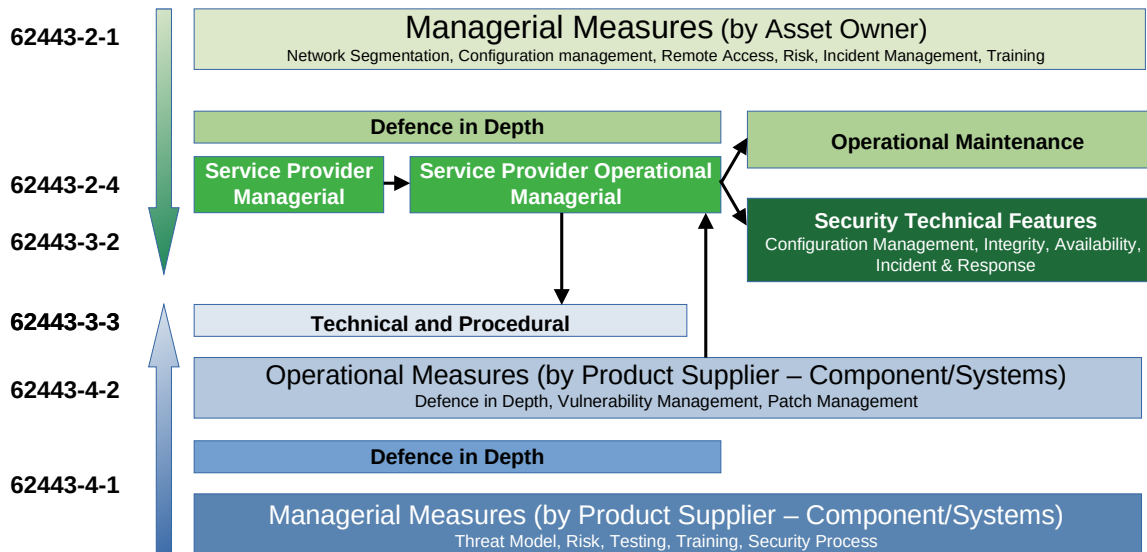 62443-2-1
Managerial Measures (by Asset Owner)
Network Segmentation, Configuration management, Remote Access, Risk, Incident Management, Training
Defence in Depth
Operational Maintenance
62443-2-4
Service Provider
Managerial
Service Provider Operational
Managerial
62443-3-2
Security Technical Features
Configuration Management, Integrity, Availability,
Incident & Response
62443-3-3
Technical and Procedural
62443-4-2
Operational Measures (by Product Supplier – Component/Systems)
Defence in Depth, Vulnerability Management, Patch Management
Defence in Depth
62443-4-1
Managerial Measures (by Product Supplier – Component/Systems)
Threat Model, Risk, Testing, Training, Security Process